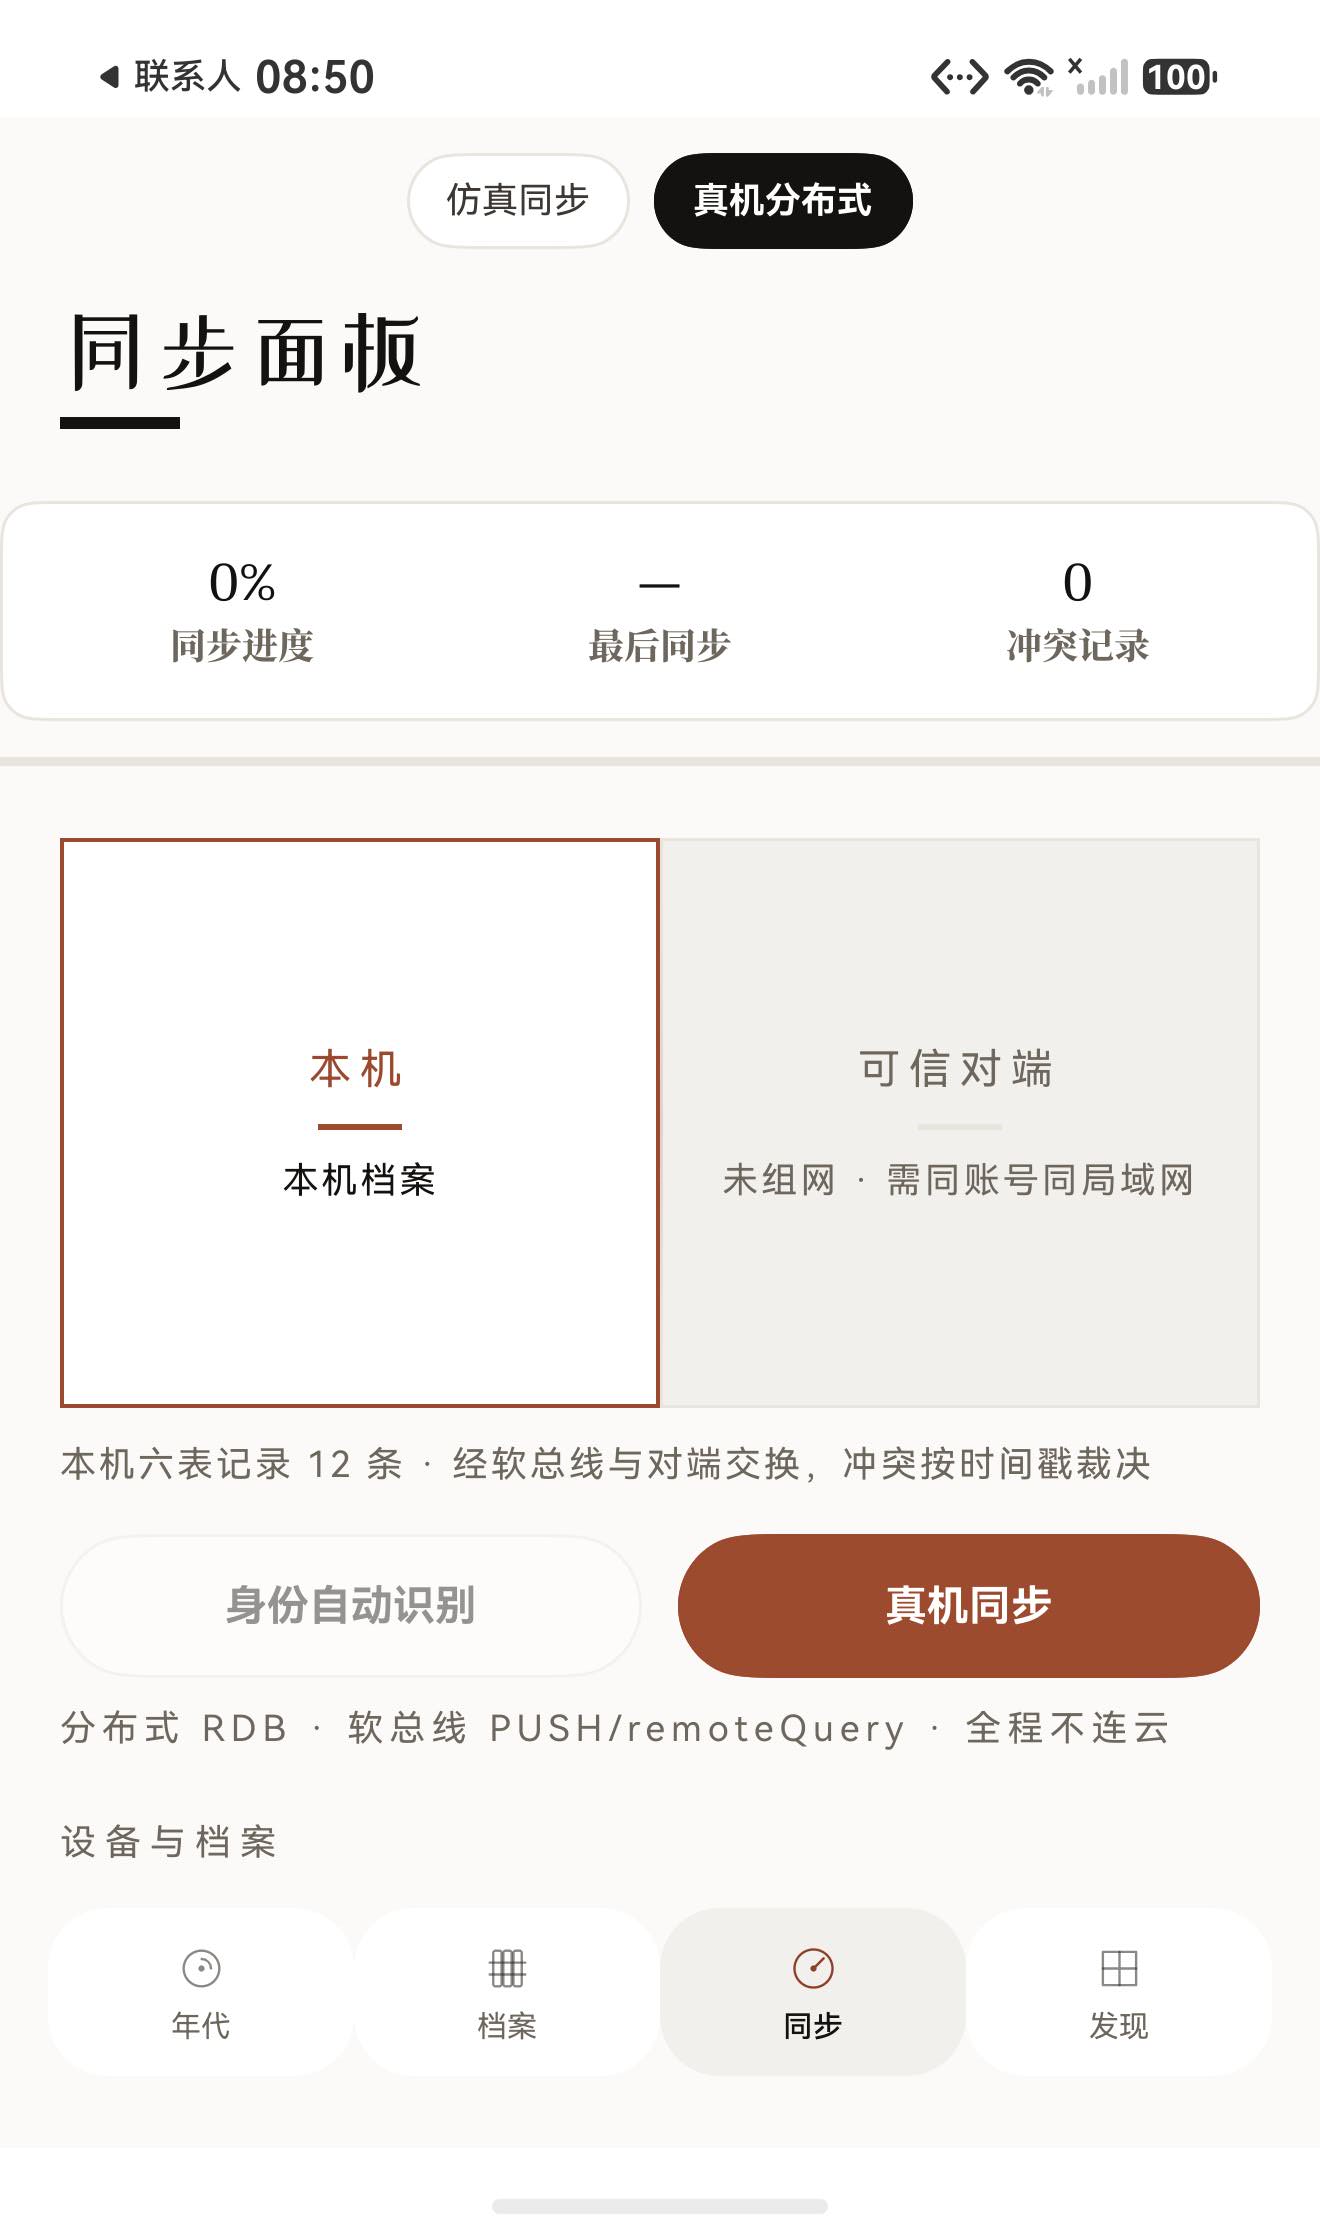 联系人 08:50 100
仿真同步 真机分布式
同步面板
0% — 0
同步进度 最后同步 冲突记录
本机 可信对端
本机档案 未组网 · 需同账号同局域网
本机六表记录 12 条 · 经软总线与对端交换，冲突按时间戳裁决
身份自动识别 真机同步
分布式 RDB · 软总线 PUSH/remoteQuery · 全程不连云
设备与档案
年代 档案 同步 发现